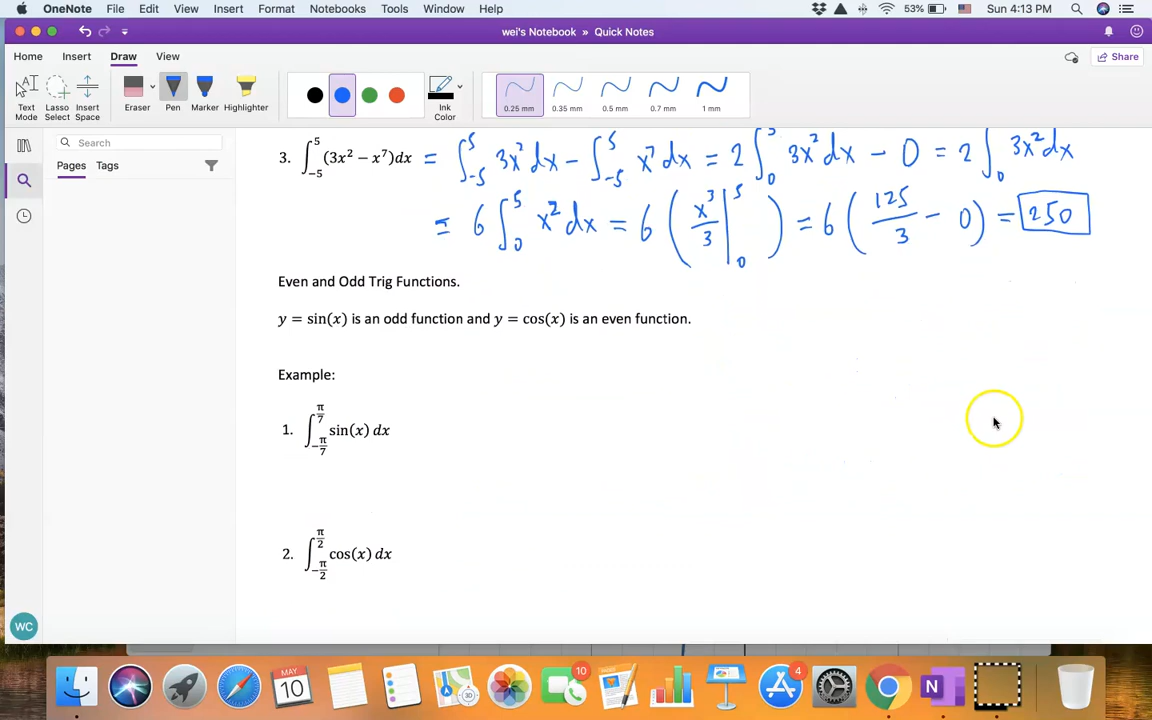 OneNote File Edit View Insert Format Notebooks Tools Window Help 53% Sun 4:13 PM
wei's Notebook » Quick Notes
Home Insert Draw View Share
Text Mode Lasso Select Insert Space Eraser Pen Marker Highlighter Ink Color 0.25 mm 0.35 mm 0.5 mm 0.7 mm 1 mm
Search
Pages Tags
3. ∫_{-5}^{5} (3x² − x⁷)dx = ∫_{-5}^{5} 3x² dx − ∫_{-5}^{5} x⁷ dx = 2 ∫_{0}^{5} 3x² dx − 0 = 2 ∫_{0}^{5} 3x² dx
= 6 ∫_{0}^{5} x² dx = 6 ( x³/3 |_{0}^{5} ) = 6 ( 125/3 − 0 ) = 250
Even and Odd Trig Functions.
y = sin(x) is an odd function and y = cos(x) is an even function.
Example:
1. ∫_{-π/7}^{π/7} sin(x) dx
2. ∫_{-π/2}^{π/2} cos(x) dx
WC
MAY 10
10
4
N